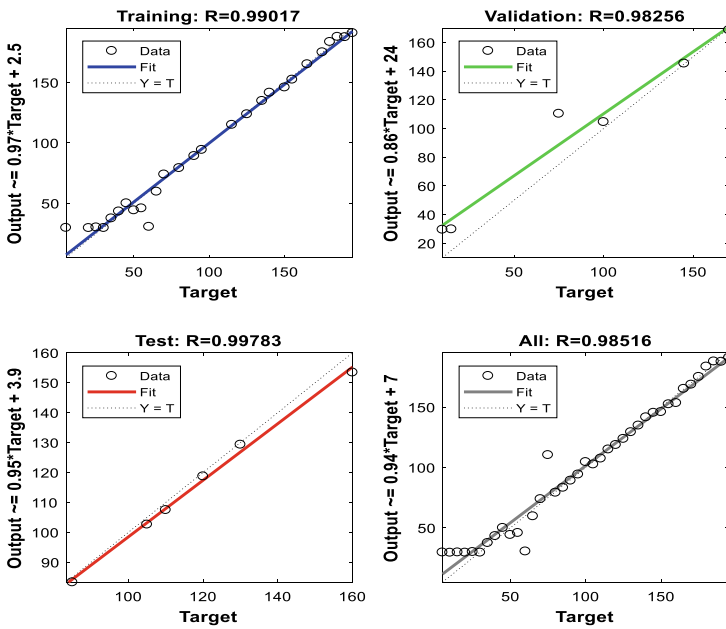 Training: R=0.99017
Output ~= 0.97*Target + 2.5
150
100
50
Data
Fit
Y = T
50
100
150
Target
Validation: R=0.98256
Output ~= 0.86*Target + 24
160
140
120
100
80
60
40
20
Data
Fit
Y = T
50
100
150
Target
Test: R=0.99783
Output ~= 0.95*Target + 3.9
160
150
140
130
120
110
100
90
Data
Fit
Y = T
100
120
140
160
Target
All: R=0.98516
Output ~= 0.94*Target + 7
150
100
50
Data
Fit
Y = T
50
100
150
Target